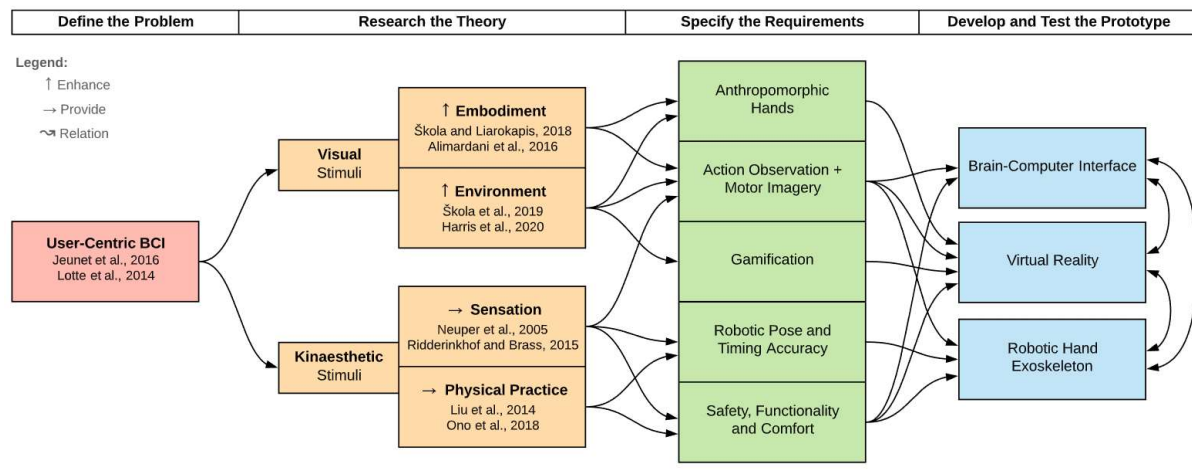 Define the Problem
Research the Theory
Specify the Requirements
Develop and Test the Prototype
Legend:
↑ Enhance
→ Provide
↝ Relation
User-Centric BCI
Jeunet et al., 2016
Lotte et al., 2014
Visual
Stimuli
Kinaesthetic
Stimuli
↑ Embodiment
Škola and Liarokapis, 2018
Alimardani et al., 2016
↑ Environment
Škola et al., 2019
Harris et al., 2020
→ Sensation
Neuper et al., 2005
Ridderinkhof and Brass, 2015
→ Physical Practice
Liu et al., 2014
Ono et al., 2018
Anthropomorphic
Hands
Action Observation +
Motor Imagery
Gamification
Robotic Pose and
Timing Accuracy
Safety, Functionality
and Comfort
Brain-Computer Interface
Virtual Reality
Robotic Hand
Exoskeleton